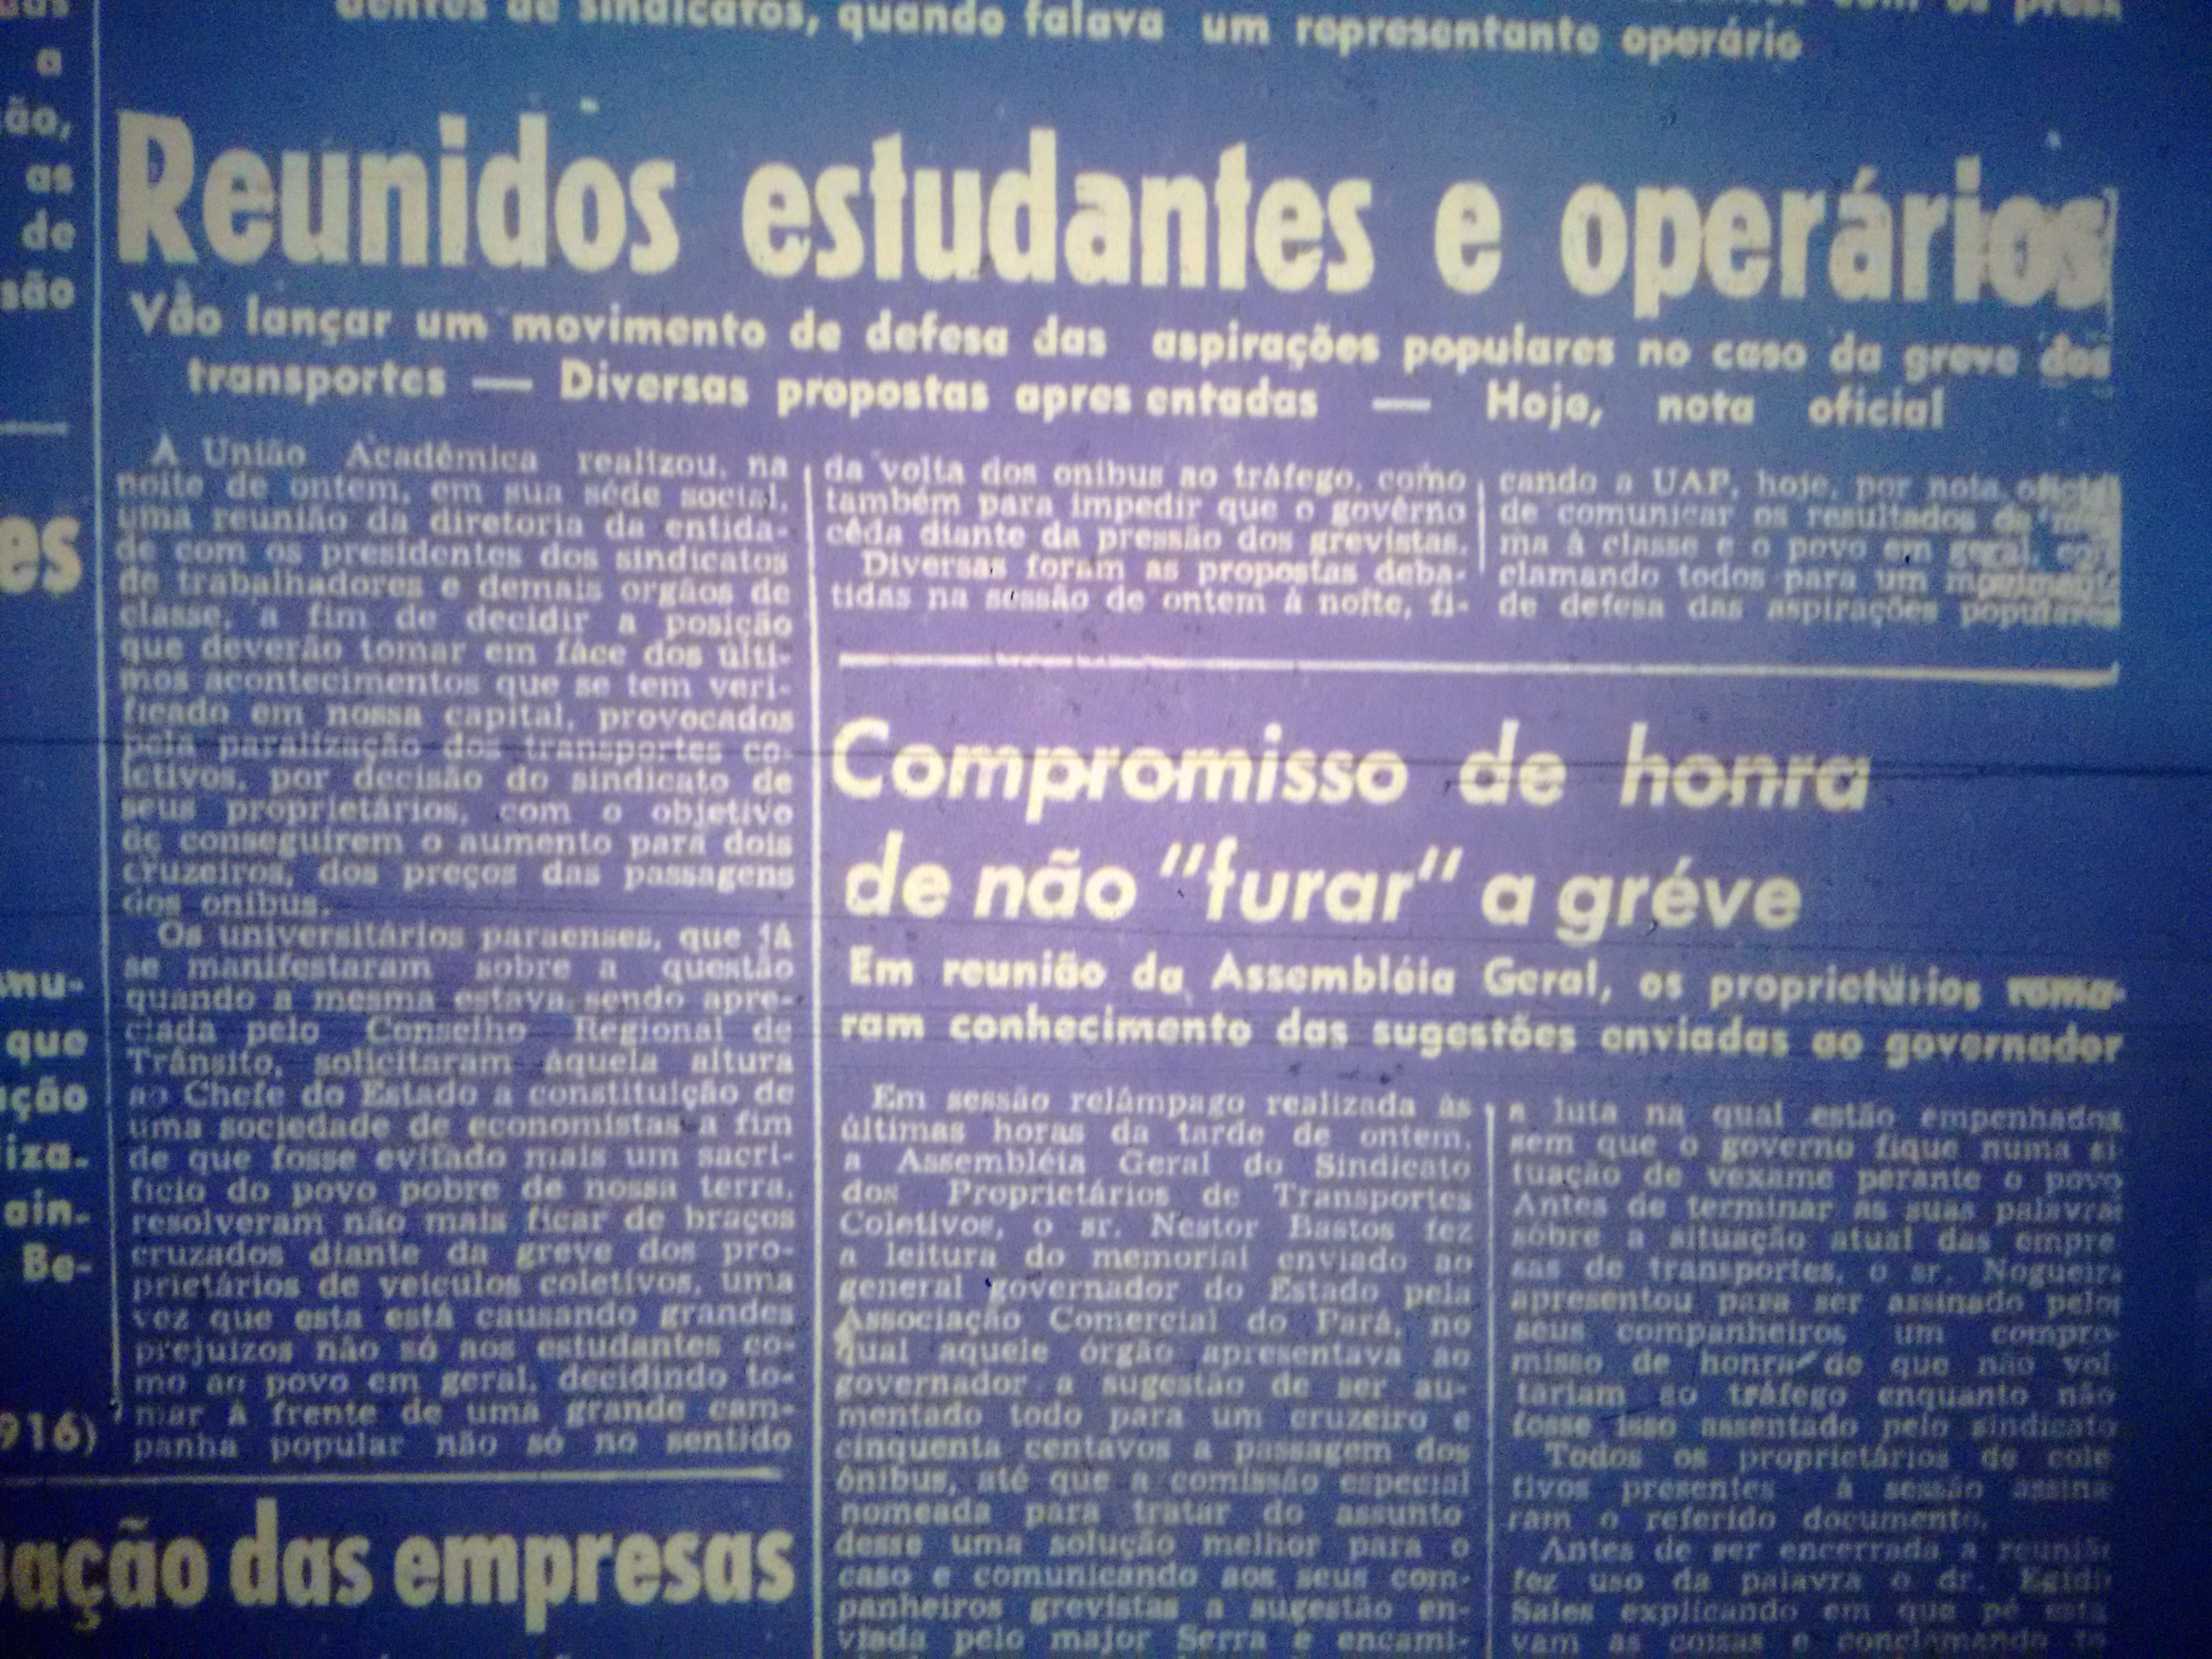 dentes de sindicatos, quando falava um representante operário
a
ão,
as
de
são
es
que
ação
iza-
ain-
Be-
916)
Reunidos estudantes e operários
Vão lançar um movimento de defesa das aspirações populares no caso da greve dos
transportes — Diversas propostas apresentadas — Hoje, nota oficial
A União Acadêmica realizou, na
noite de ontem, em sua séde social,
uma reunião da diretoria da entida-
de com os presidentes dos sindicatos
de trabalhadores e demais orgãos de
classe, a fim de decidir a posição
que deverão tomar em fáce dos ulti-
mos acontecimentos que se tem veri-
ficado em nossa capital, provocados
pela paralização dos transportes co-
letivos, por decisão do sindicato de
seus proprietários, com o objetivo
de conseguirem o aumento para dois
cruzeiros, dos preços das passagens
dos onibus.
Os universitários paraenses, que já
se manifestaram sobre a questão
quando a mesma estava sendo apre-
ciada pelo Conselho Regional de
Trânsito, solicitaram àquela altura
ao Chefe do Estado a constituição de
uma sociedade de economistas a fim
de que fosse evitado mais um sacri-
ficio do povo pobre de nossa terra,
resolveram não mais ficar de braços
cruzados diante da greve dos pro-
prietários de veiculos coletivos, uma
vez que esta está causando grandes
prejuizos não só aos estudantes co-
mo ao povo em geral, decidindo to-
mar à frente de uma grande cam-
panha popular não só no sentido
da volta dos onibus ao tráfego, como
também para impedir que o govêrno
cêda diante da pressão dos grevistas.
Diversas foram as propostas deba-
tidas na sessão de ontem à noite, fi-
cando a UAP, hoje, por nota oficial
de comunicar os resultados da
ma à classe e o povo em geral, con
clamando todos para um movimento
de defesa das aspirações populares
Compromisso de honra
de não "furar" a gréve
Em reunião da Assembléia Geral, os proprietários toma-
ram conhecimento das sugestões enviadas ao governador
Em sessão relâmpago realizada às
últimas horas da tarde de ontem,
a Assembléia Geral do Sindicato
dos Proprietários de Transportes
Coletivos, o sr. Nestor Bastos fez
a leitura do memorial enviado ao
general governador do Estado pela
Associação Comercial do Pará, no
qual aquele órgão apresentava ao
governador a sugestão de ser au-
mentado todo para um cruzeiro e
cinquenta centavos a passagem dos
ônibus, até que a comissão especial
nomeada para tratar do assunto
desse uma solução melhor para o
caso e comunicando aos seus com-
panheiros grevistas a sugestão en-
viada pelo major Serra e encami-
a luta na qual estão empenhados
sem que o governo fique numa si
tuação de vexame perante o povo
Antes de terminar as suas palavras
sôbre a situação atual das empre
sas de transportes, o sr. Nogueira
apresentou para ser assinado pelos
seus companheiros um compro-
misso de honra de que não vol
tariam ao tráfego enquanto não
fosse isso assentado pelo sindicato
Todos os proprietários de cole
tivos presentes à sessão assina
ram o referido documento.
Antes de ser encerrada a reunião
fez uso da palavra o dr. Egidio
Sales explicando em que pé esta
vam as coisas e conclamando to
ação das empresas